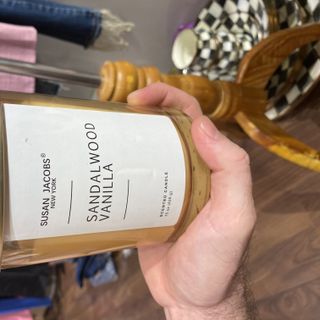 SUSAN JACOBS®
NEW YORK
SANDALWOOD
VANILLA
SCENTED CANDLE